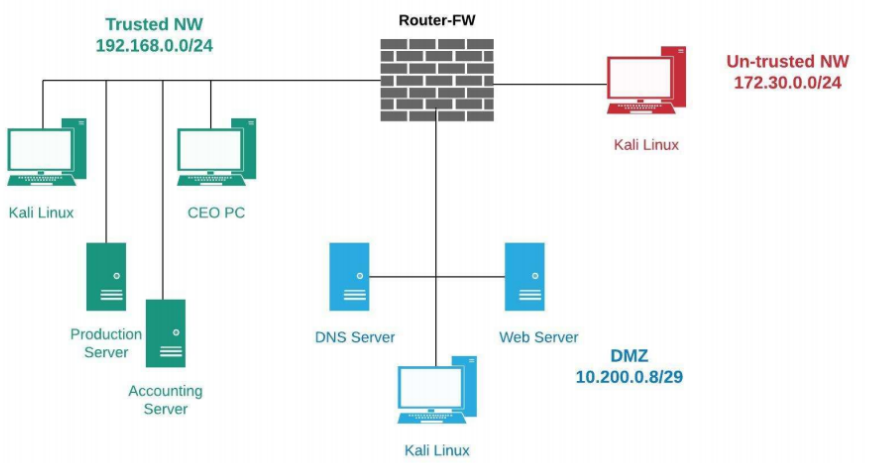 Router-FW
Trusted NW
192.168.0.0/24
Un-trusted NW
172.30.0.0/24
Kali Linux
Kali Linux
CEO PC
Production
Server
DNS Server
Web Server
DMZ
10.200.0.8/29
Accounting
Server
Kali Linux